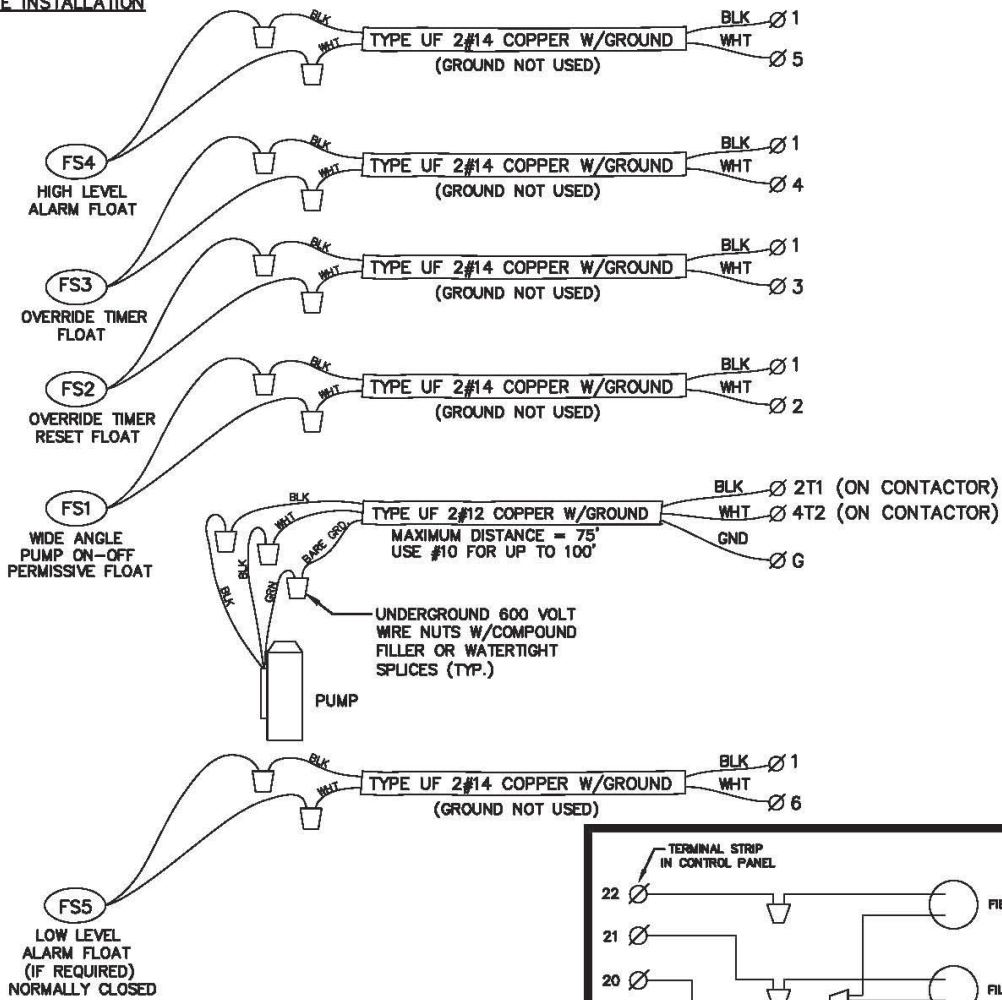 E INSTALLATION
BLK
WHT
TYPE UF 2#14 COPPER W/GROUND
(GROUND NOT USED)
BLK 1
WHT
5
FS4
HIGH LEVEL
ALARM FLOAT
BLK
WHT
TYPE UF 2#14 COPPER W/GROUND
(GROUND NOT USED)
BLK 1
WHT
4
FS3
OVERRIDE TIMER
FLOAT
BLK
WHT
TYPE UF 2#14 COPPER W/GROUND
(GROUND NOT USED)
BLK 1
WHT
3
FS2
OVERRIDE TIMER
RESET FLOAT
BLK
WHT
TYPE UF 2#14 COPPER W/GROUND
(GROUND NOT USED)
BLK 1
WHT
2
FS1
WIDE ANGLE
PUMP ON-OFF
PERMISSIVE FLOAT
BLK
WHT
BARE GRD
BLK
BLK
GRN
TYPE UF 2#12 COPPER W/GROUND
MAXIMUM DISTANCE = 75'
USE #10 FOR UP TO 100'
BLK 2T1 (ON CONTACTOR)
WHT 4T2 (ON CONTACTOR)
GND
G
UNDERGROUND 600 VOLT
WIRE NUTS W/COMPOUND
FILLER OR WATERTIGHT
SPLICES (TYP.)
PUMP
BLK
WHT
TYPE UF 2#14 COPPER W/GROUND
(GROUND NOT USED)
BLK 1
WHT
6
FS5
LOW LEVEL
ALARM FLOAT
(IF REQUIRED)
NORMALLY CLOSED
TERMINAL STRIP
IN CONTROL PANEL
22
21
20